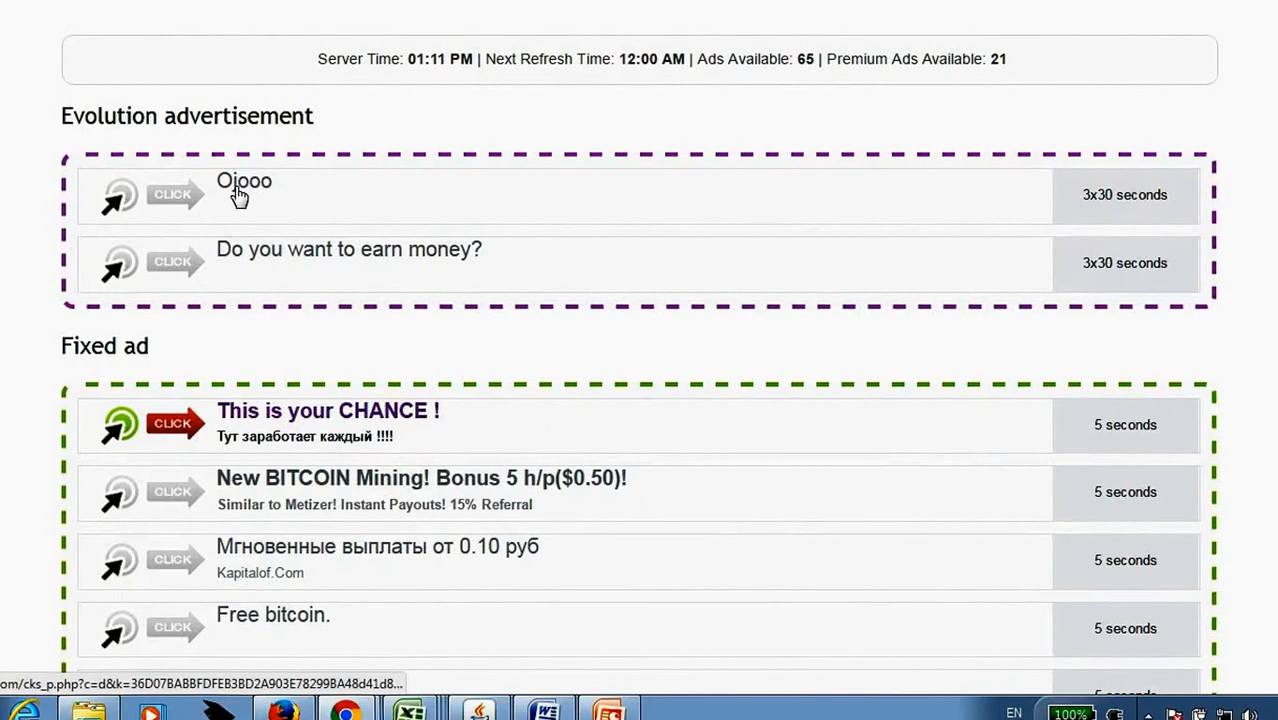 Server Time: 01:11 PM | Next Refresh Time: 12:00 AM | Ads Available: 65 | Premium Ads Available: 21
Evolution advertisement
CLICK Ojooo 3x30 seconds
CLICK Do you want to earn money? 3x30 seconds
Fixed ad
CLICK This is your CHANCE ! 5 seconds
Тут заработает каждый !!!!
CLICK New BITCOIN Mining! Bonus 5 h/p($0.50)! 5 seconds
Similar to Metizer! Instant Payouts! 15% Referral
CLICK Мгновенные выплаты от 0.10 руб 5 seconds
Kapitalof.Com
CLICK Free bitcoin. 5 seconds
om/cks_p.php?c=d&k=36D07BABBFDFEB3BD2A903E78299BA48d41d8...
EN 100%